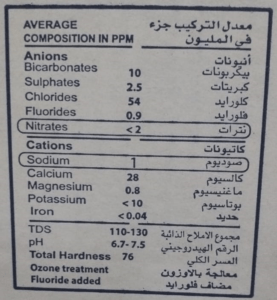 AVERAGE COMPOSITION IN PPM معدل التركيب جزء في المليون
Anions أنيونات
Bicarbonates 10 بيكربونات
Sulphates 2.5 كبريتات
Chlorides 54 كلورايد
Fluorides 0.9 فلورايد
Nitrates <2 نترات
Cations كاتيونات
Sodium 1 صوديوم
Calcium 28 كالسيوم
Magnesium 0.8 ماغنيسيوم
Potassium <10 بوتاسيوم
Iron <0.04 حديد
TDS 110-130 مجموع الاملاح الذائبة
pH 6.7-7.5 الرقم الهيدروجيني
Total Hardness 76 العسر الكلي
Ozone treatment معالجة بالاوزون
Fluoride added مضاف فلورايد